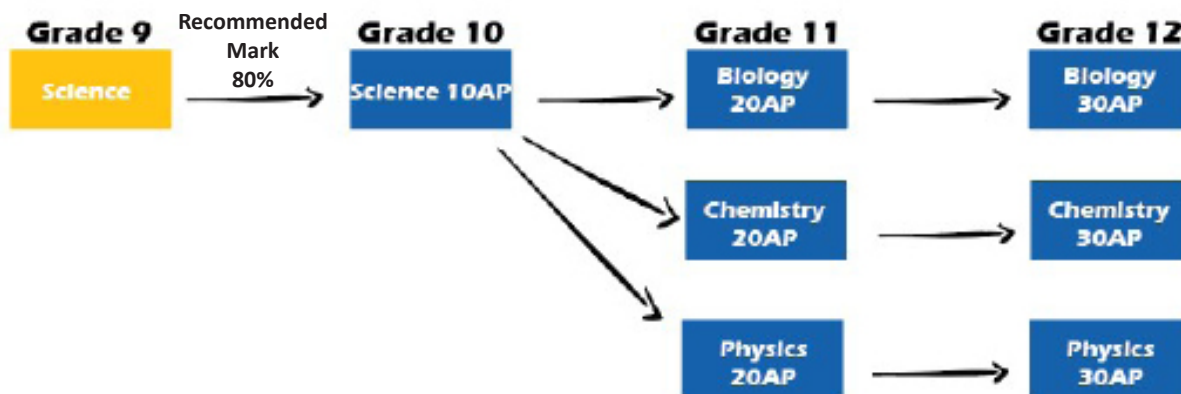 Grade 9
Recommended
Mark
80%
Grade 10
Grade 11
Grade 12
Science
Science 10AP
Biology
20AP
Biology
30AP
Chemistry
20AP
Chemistry
30AP
Physics
20AP
Physics
30AP